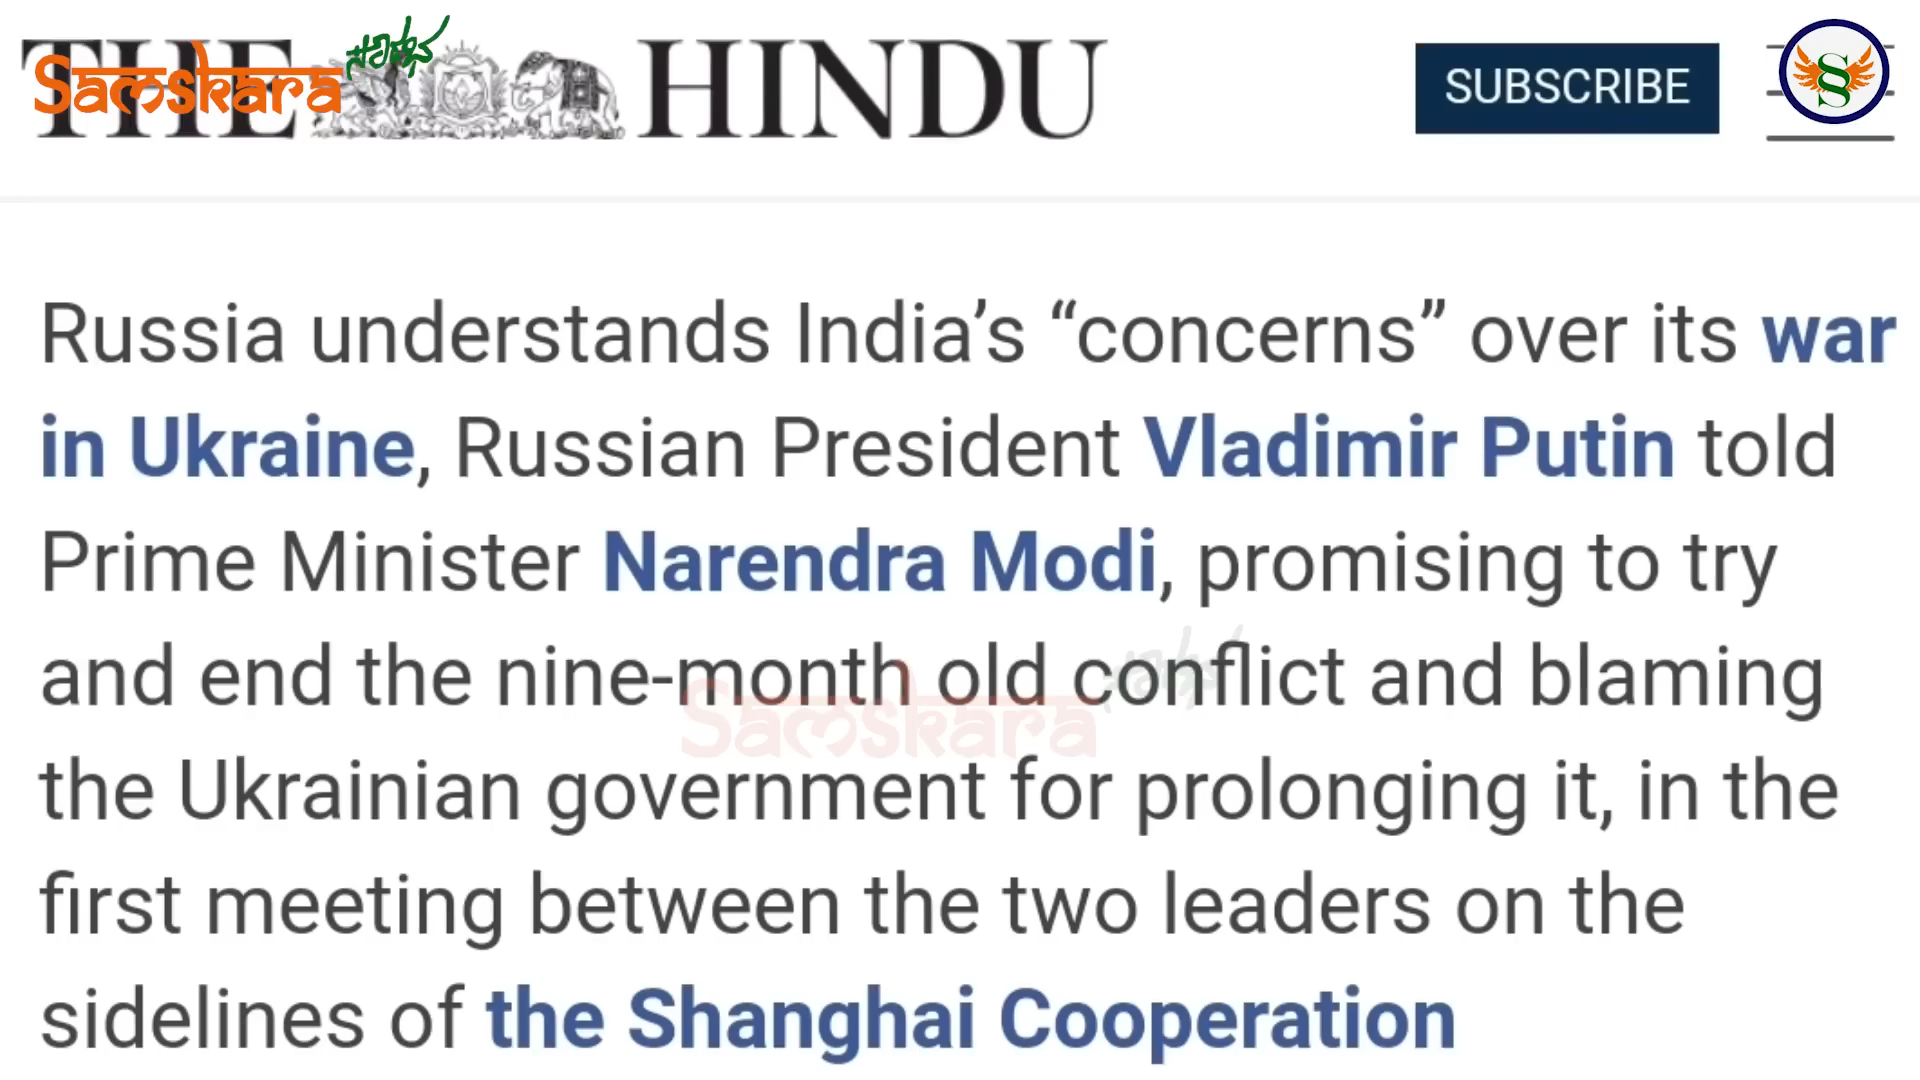 THE HINDU
Samskara
SUBSCRIBE
S
Russia understands India’s “concerns” over its war
in Ukraine, Russian President Vladimir Putin told
Prime Minister Narendra Modi, promising to try
and end the nine-month old conflict and blaming
the Ukrainian government for prolonging it, in the
Samskara
first meeting between the two leaders on the
sidelines of the Shanghai Cooperation